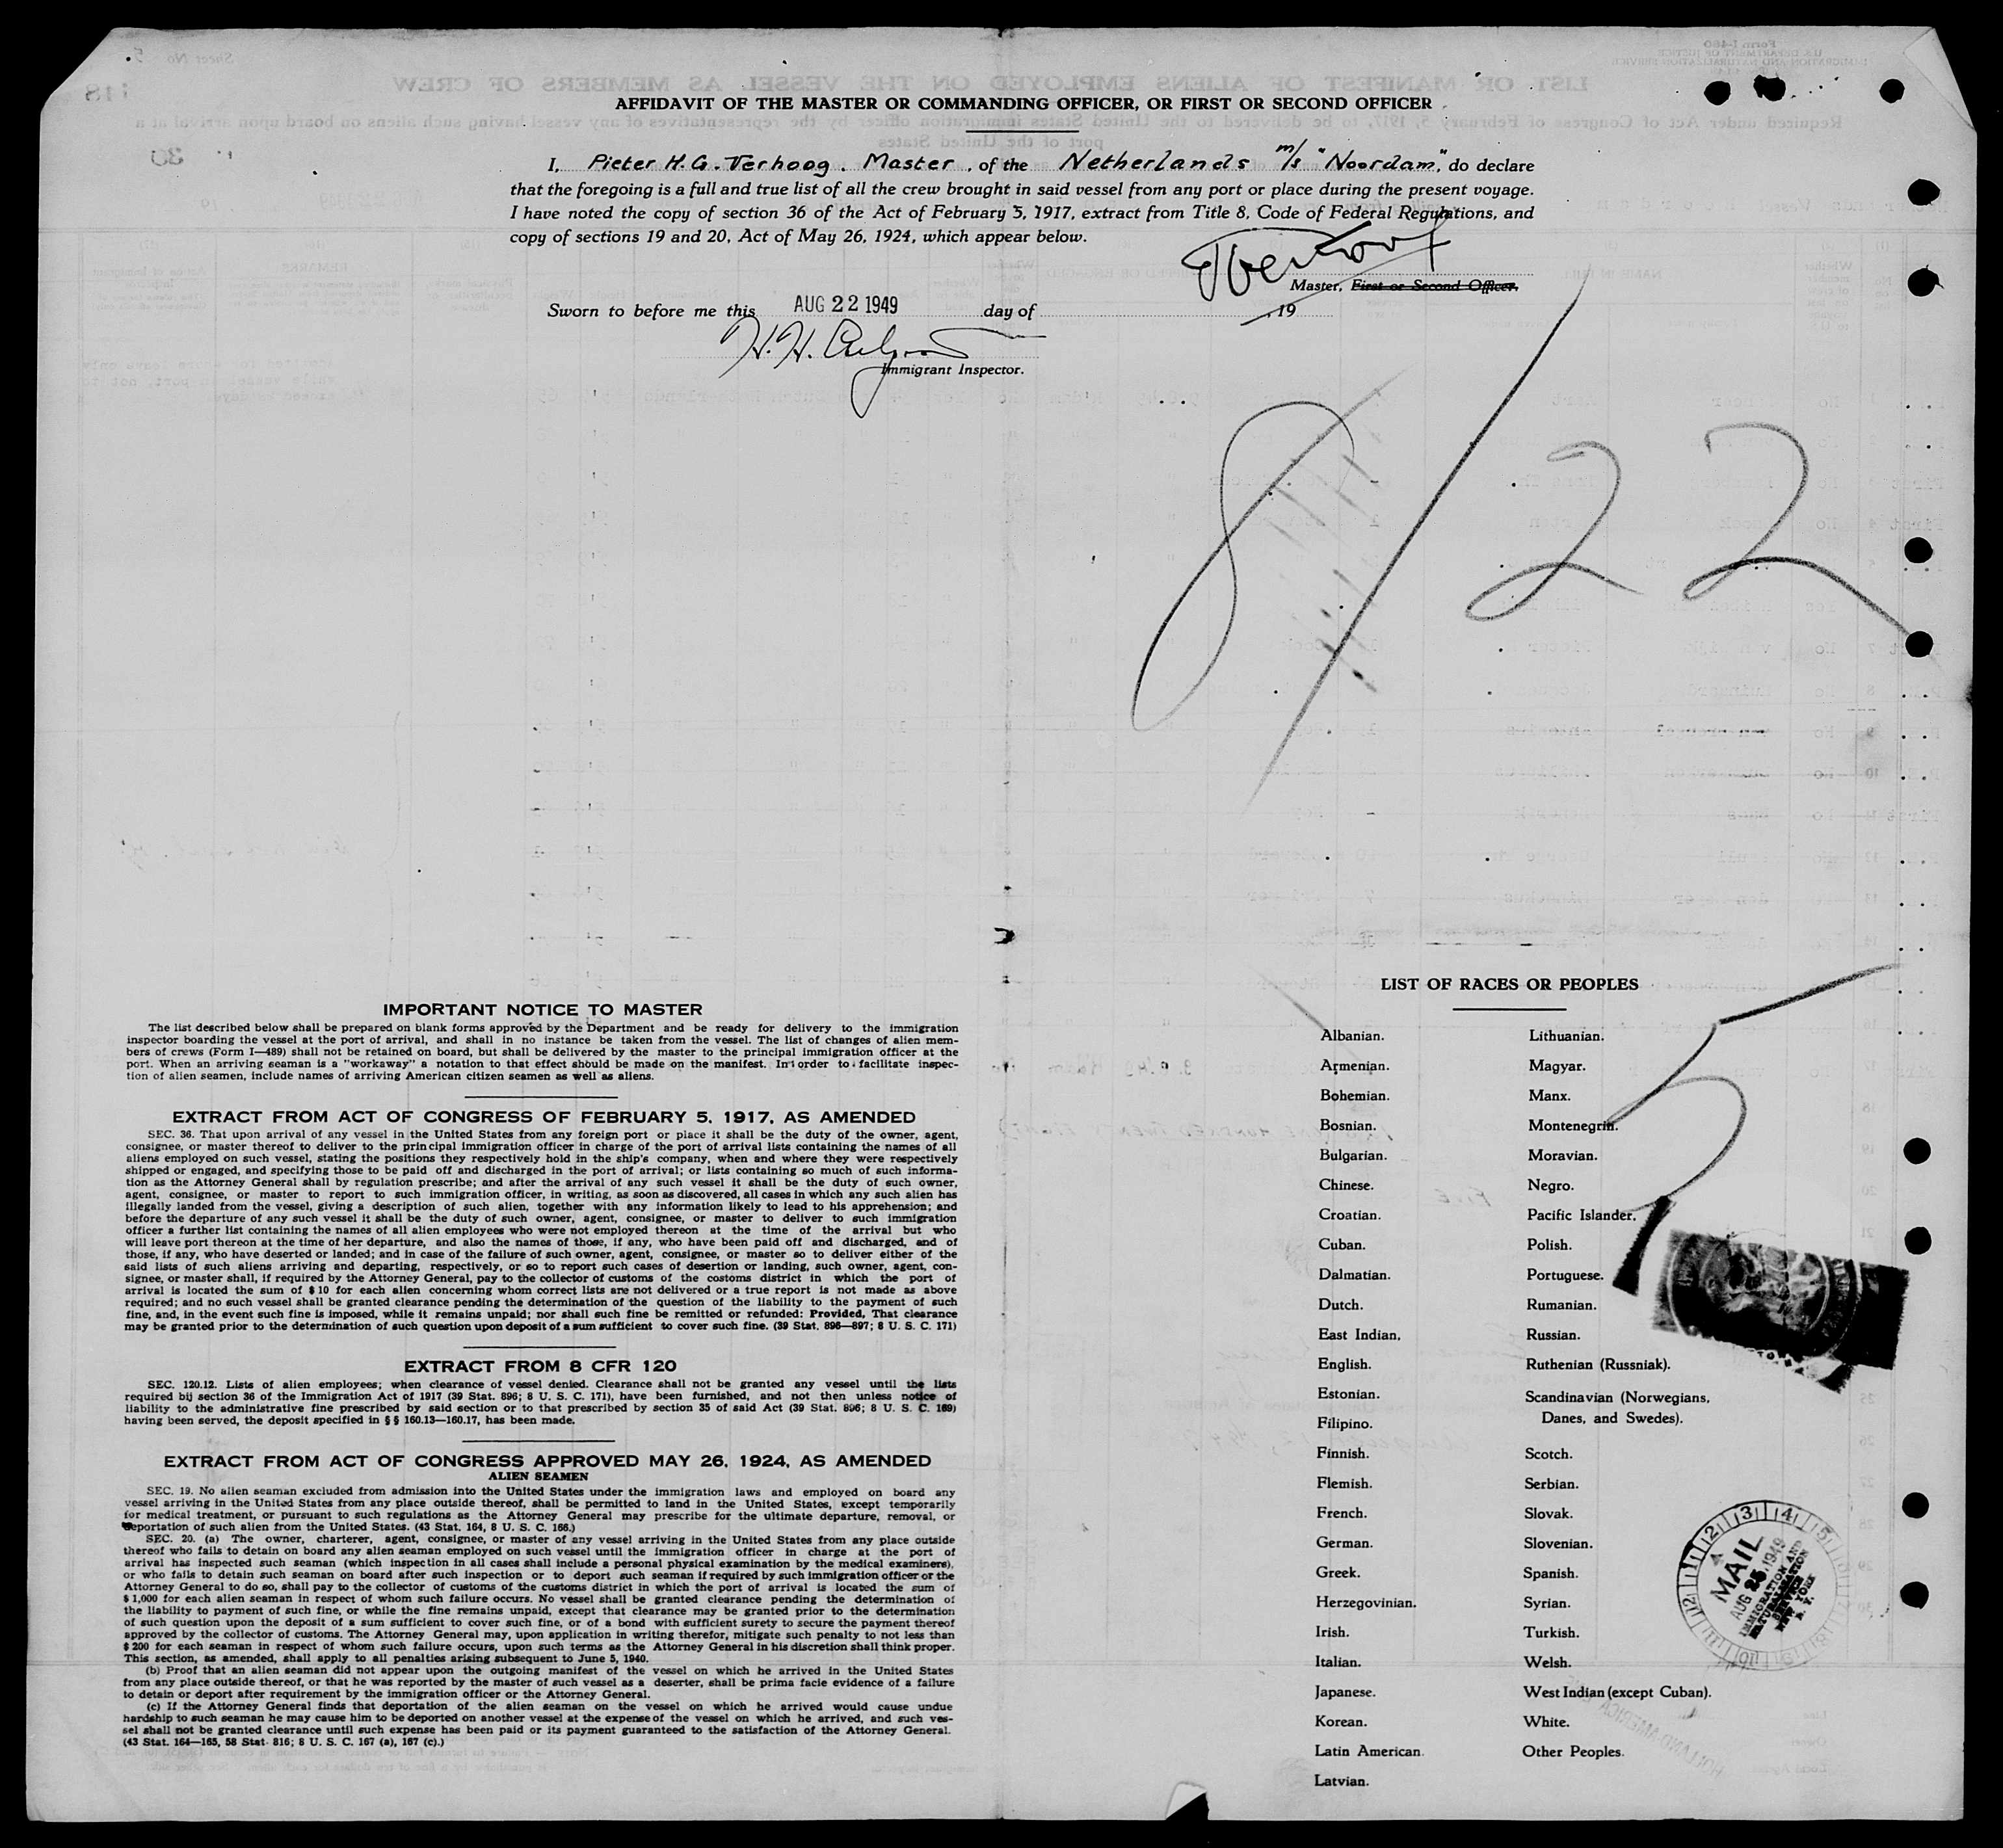 AFFIDAVIT OF THE MASTER OR COMMANDING OFFICER, OR FIRST OR SECOND OFFICER
I, Pieter H. G. Verhoog. Master, of the Netherlands m/s "Noordam", do declare
that the foregoing is a full and true list of all the crew brought in said vessel from any port or place during the present voyage.
I have noted the copy of section 36 of the Act of February 5, 1917, extract from Title 8, Code of Federal Regulations, and
copy of sections 19 and 20, Act of May 26, 1924, which appear below.
Master, First or Second Officer.
Sworn to before me this AUG 22 1949 day of , 19
Immigrant Inspector.
8/22
IMPORTANT NOTICE TO MASTER
The list described below shall be prepared on blank forms approved by the Department and be ready for delivery to the immigration
inspector boarding the vessel at the port of arrival, and shall in no instance be taken from the vessel. The list of changes of alien mem-
bers of crews (Form I—489) shall not be retained on board, but shall be delivered by the master to the principal immigration officer at the
port. When an arriving seaman is a "workaway" a notation to that effect should be made on the manifest. In order to facilitate inspec-
tion of alien seamen, include names of arriving American citizen seamen as well as aliens.
EXTRACT FROM ACT OF CONGRESS OF FEBRUARY 5, 1917, AS AMENDED
SEC. 36. That upon arrival of any vessel in the United States from any foreign port or place it shall be the duty of the owner, agent,
consignee, or master thereof to deliver to the principal immigration officer in charge of the port of arrival lists containing the names of all
aliens employed on such vessel, stating the positions they respectively hold in the ship's company, when and where they were respectively
shipped or engaged, and specifying those to be paid off and discharged in the port of arrival; or lists containing so much of such informa-
tion as the Attorney General shall by regulation prescribe; and after the arrival of any such vessel it shall be the duty of such owner,
agent, consignee, or master to report to such immigration officer, in writing, as soon as discovered, all cases in which any such alien has
illegally landed from the vessel, giving a description of such alien, together with any information likely to lead to his apprehension; and
before the departure of any such vessel it shall be the duty of such owner, agent, consignee, or master to deliver to such immigration
officer a further list containing the names of all alien employees who were not employed thereon at the time of the arrival but who
will leave port thereon at the time of her departure, and also the names of those, if any, who have been paid off and discharged, and of
those, if any, who have deserted or landed; and in case of the failure of such owner, agent, consignee, or master so to deliver either of the
said lists of such aliens arriving and departing, respectively, or so to report such cases of desertion or landing, such owner, agent, con-
signee, or master shall, if required by the Attorney General, pay to the collector of customs of the costoms district in which the port of
arrival is located the sum of $10 for each alien concerning whom correct lists are not delivered or a true report is not made as above
required; and no such vessel shall be granted clearance pending the determination of the question of the liability to the payment of such
fine, and, in the event such fine is imposed, while it remains unpaid; nor shall such fine be remitted or refunded: Provided, That clearance
may be granted prior to the determination of such question upon deposit of a sum sufficient to cover such fine. (39 Stat. 896—897; 8 U. S. C. 171)
EXTRACT FROM 8 CFR 120
SEC. 120.12. Lists of alien employees; when clearance of vessel denied. Clearance shall not be granted any vessel until the lists
required bij section 36 of the Immigration Act of 1917 (39 Stat. 896; 8 U. S. C. 171), have been furnished, and not then unless notice of
liability to the administrative fine prescribed by said section or to that prescribed by section 35 of said Act (39 Stat. 896; 8 U. S. C. 169)
having been served, the deposit specified in § § 160.13—160.17, has been made.
EXTRACT FROM ACT OF CONGRESS APPROVED MAY 26, 1924, AS AMENDED
ALIEN SEAMEN
SEC. 19. No alien seaman excluded from admission into the United States under the immigration laws and employed on board any
vessel arriving in the United States from any place outside thereof, shall be permitted to land in the United States, except temporarily
for medical treatment, or pursuant to such regulations as the Attorney General may prescribe for the ultimate departure, removal, or
deportation of such alien from the United States. (43 Stat. 164, 8 U. S. C. 166.)
SEC. 20. (a) The owner, charterer, agent, consignee, or master of any vessel arriving in the United States from any place outside
thereof who fails to detain on board any alien seaman employed on such vessel until the immigration officer in charge at the port of
arrival has inspected such seaman (which inspection in all cases shall include a personal physical examination by the medical examiners),
or who fails to detain such seaman on board after such inspection or to deport such seaman if required by such immigration officer or the
Attorney General to do so, shall pay to the collector of customs of the customs district in which the port of arrival is located the sum of
$1,000 for each alien seaman in respect of whom such failure occurs. No vessel shall be granted clearance pending the determination of
the liability to payment of such fine, or while the fine remains unpaid, except that clearance may be granted prior to the determination
of such question upon the deposit of a sum sufficient to cover such fine, or of a bond with sufficient surety to secure the payment thereof
approved by the collector of customs. The Attorney General may, upon application in writing therefor, mitigate such penalty to not less than
$200 for each seaman in respect of whom such failure occurs, upon such terms as the Attorney General in his discretion shall think proper.
This section, as amended, shall apply to all penalties arising subsequent to June 5, 1940.
(b) Proof that an alien seaman did not appear upon the outgoing manifest of the vessel on which he arrived in the United States
from any place outside thereof, or that he was reported by the master of such vessel as a deserter, shall be prima facie evidence of a failure
to detain or deport after requirement by the immigration officer or the Attorney General.
(c) If the Attorney General finds that deportation of the alien seaman on the vessel on which he arrived would cause undue
hardship to such seaman he may cause him to be deported on another vessel at the expense of the vessel on which he arrived, and such ves-
sel shall not be granted clearance until such expense has been paid or its payment guaranteed to the satisfaction of the Attorney General.
(43 Stat. 164—165, 58 Stat. 816; 8 U. S. C. 167 (a), 167 (c).)
LIST OF RACES OR PEOPLES
Albanian.
Armenian.
Bohemian.
Bosnian.
Bulgarian.
Chinese.
Croatian.
Cuban.
Dalmatian.
Dutch.
East Indian.
English.
Estonian.
Filipino.
Finnish.
Flemish.
French.
German.
Greek.
Herzegovinian.
Irish.
Italian.
Japanese.
Korean.
Latin American.
Latvian.
Lithuanian.
Magyar.
Manx.
Montenegrin.
Moravian.
Negro.
Pacific Islander.
Polish.
Portuguese.
Rumanian.
Russian.
Ruthenian (Russniak).
Scandinavian (Norwegians,
Danes, and Swedes).
Scotch.
Serbian.
Slovak.
Slovenian.
Spanish.
Syrian.
Turkish.
Welsh.
West Indian (except Cuban).
White.
Other Peoples.
5
MAIL
AUG 25 1949
IMMIGRATION AND
NATURALIZATION
SERVICE
NEW YORK
N. Y.